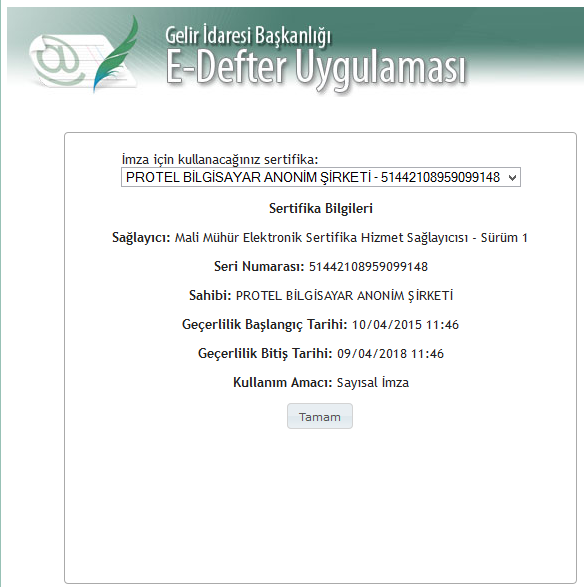 Gelir İdaresi Başkanlığı
E-Defter Uygulaması
İmza için kullanacağınız sertifika:
PROTEL BİLGİSAYAR ANONİM ŞİRKETİ - 51442108959099148
Sertifika Bilgileri
Sağlayıcı: Mali Mühür Elektronik Sertifika Hizmet Sağlayıcısı - Sürüm 1
Seri Numarası: 51442108959099148
Sahibi: PROTEL BİLGİSAYAR ANONİM ŞİRKETİ
Geçerlilik Başlangıç Tarihi: 10/04/2015 11:46
Geçerlilik Bitiş Tarihi: 09/04/2018 11:46
Kullanım Amacı: Sayısal İmza
Tamam